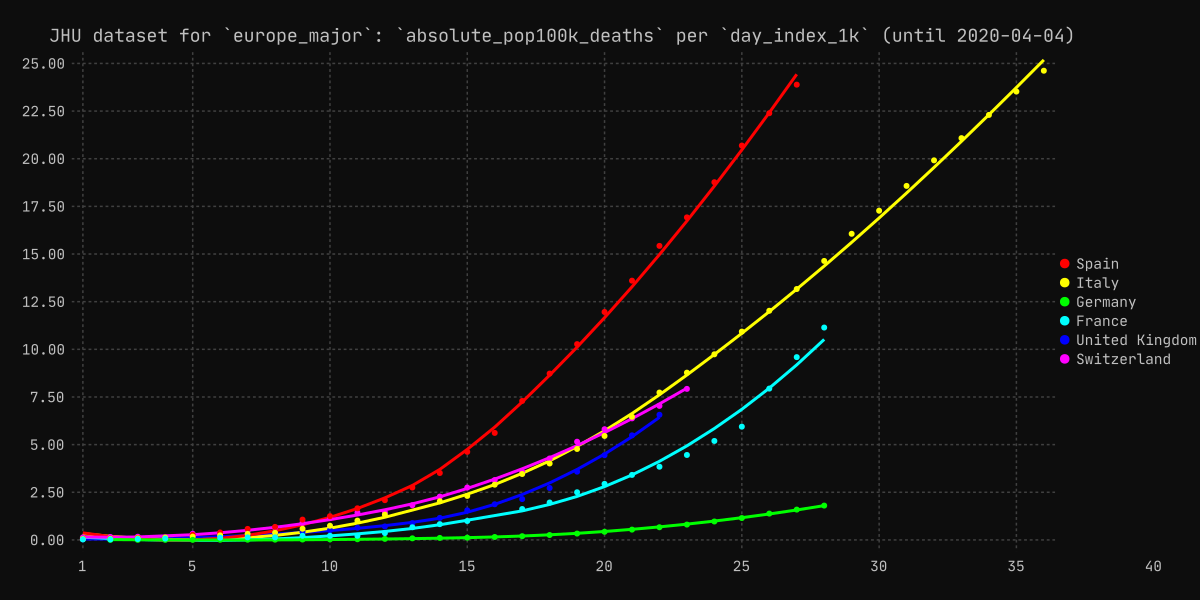 JHU dataset for `europe_major`: `absolute_pop100k_deaths` per `day_index_1k` (until 2020-04-04)
25.00
22.50
20.00
17.50
15.00
12.50
10.00
7.50
5.00
2.50
0.00
1 5 10 15 20 25 30 35 40
Spain
Italy
Germany
France
United Kingdom
Switzerland